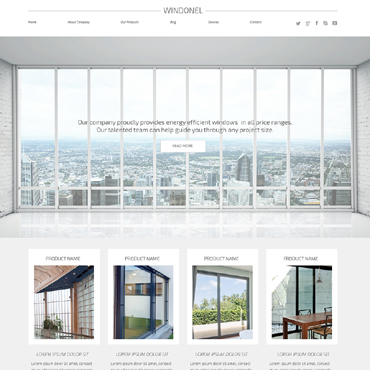 WINDONEL
Home About Company Our Products Blog Careers Contacts
Our company proudly provides energy efficient windows in all price ranges.
Our talented team can help guide you through any project size.
READ MORE
PRODUCT NAME PRODUCT NAME PRODUCT NAME PRODUCT NAME
LOREM IPSUM DOLOR SIT LOREM IPSUM DOLOR SIT LOREM IPSUM DOLOR SIT LOREM IPSUM DOLOR SIT
Lorem ipsum dolor sit amet, consect Lorem ipsum dolor sit amet, consect Lorem ipsum dolor sit amet, consect Lorem ipsum dolor sit amet, consect